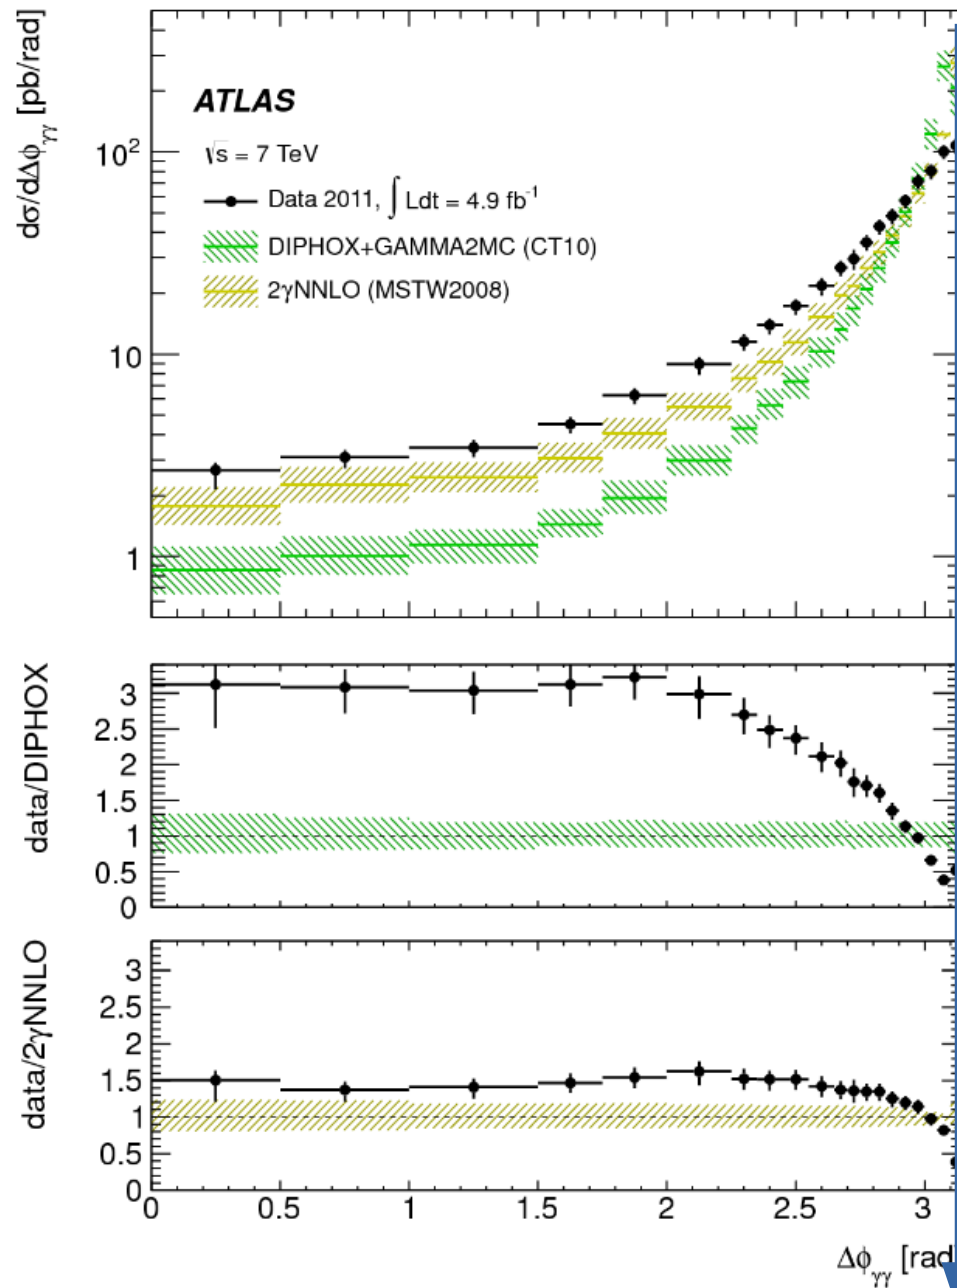 dσ/dΔφγγ [pb/rad]
ATLAS
√s = 7 TeV
Data 2011, ∫ Ldt = 4.9 fb⁻¹
DIPHOX+GAMMA2MC (CT10)
2γNNLO (MSTW2008)
10²
10
1
data/DIPHOX
3
2.5
2
1.5
1
0.5
0
data/2γNNLO
3
2.5
2
1.5
1
0.5
0
0 0.5 1 1.5 2 2.5 3
Δφγγ [rad